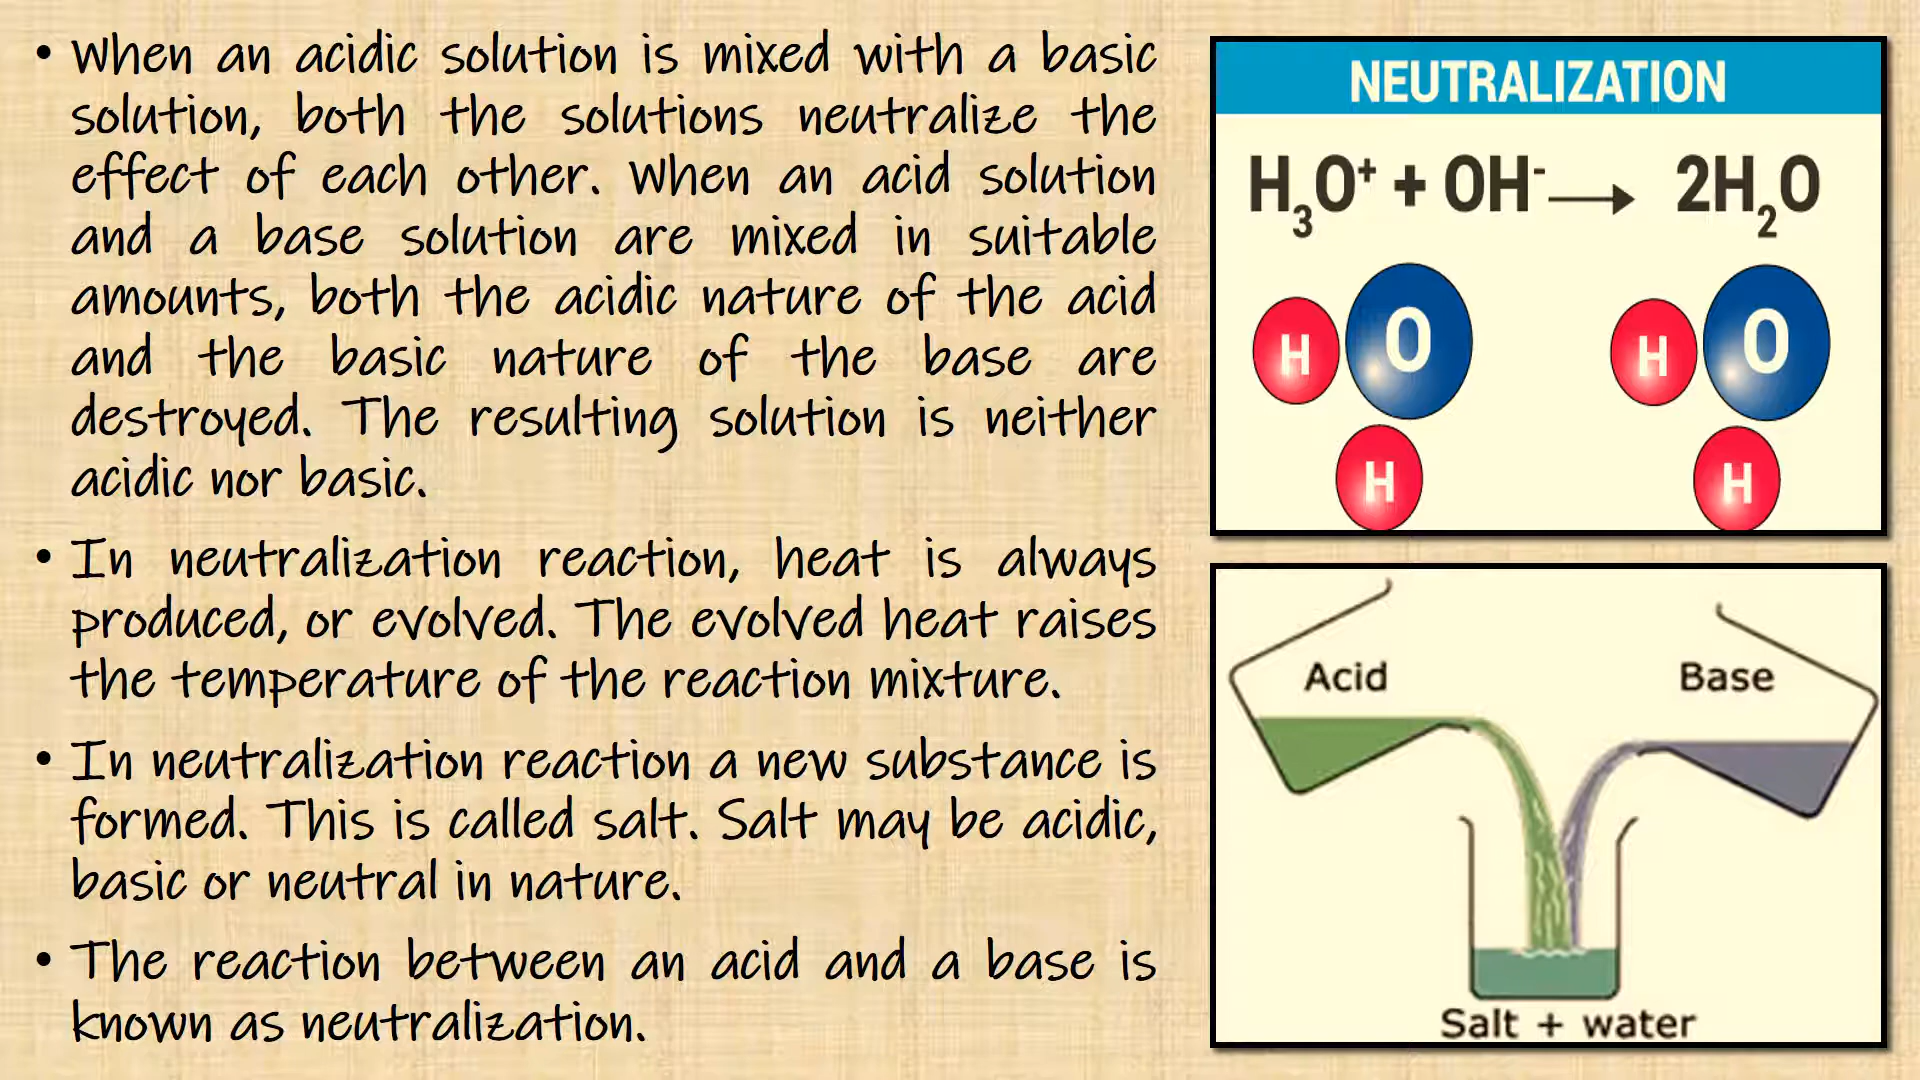 • When an acidic solution is mixed with a basic
solution, both the solutions neutralize the
effect of each other. When an acid solution
and a base solution are mixed in suitable
amounts, both the acidic nature of the acid
and the basic nature of the base are
destroyed. The resulting solution is neither
acidic nor basic.
• In neutralization reaction, heat is always
produced, or evolved. The evolved heat raises
the temperature of the reaction mixture.
• In neutralization reaction a new substance is
formed. This is called salt. Salt may be acidic,
basic or neutral in nature.
• The reaction between an acid and a base is
known as neutralization.
NEUTRALIZATION
H₃O⁺ + OH⁻ → 2H₂O
H O H O
H H
Acid Base
Salt + water